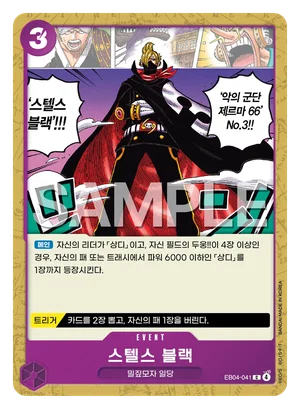 3
'스텔스
블랙'!!!
'악의 군단
제르마 66'
No.3!!
SAMPLE
메인 자신의 리더가 「상디」이고, 자신 필드의 두웅!!이 4장 이상인
경우, 자신의 패 또는 트래시에서 파워 6000 이하인 「상디」를
1장까지 등장시킨다.
트리거 카드를 2장 뽑고, 자신의 패 1장을 버린다.
EVENT
스텔스 블랙
밀짚모자 일당
EB04-041